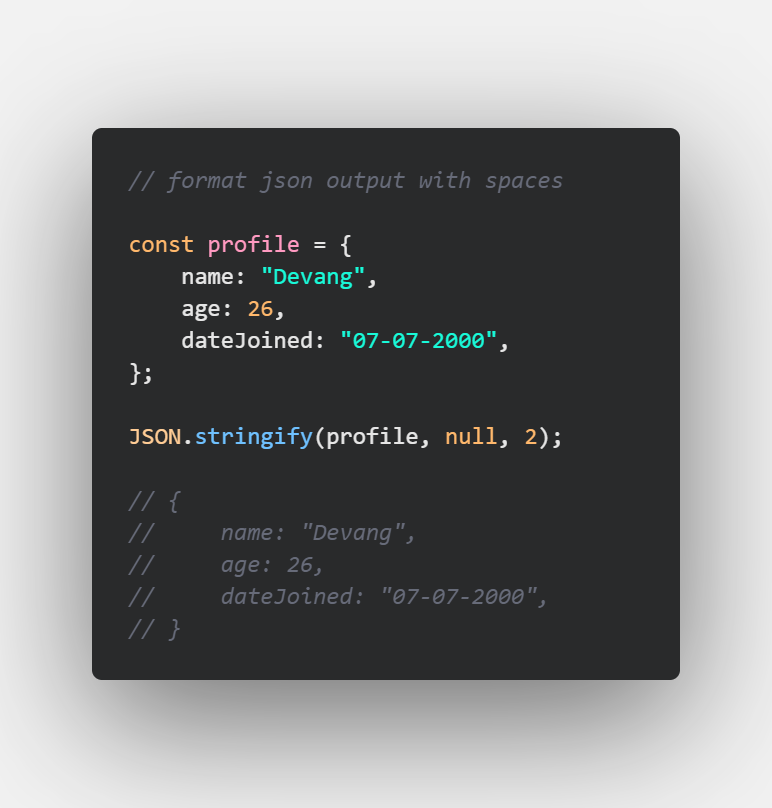 // format json output with spaces

const profile = {
    name: "Devang",
    age: 26,
    dateJoined: "07-07-2000",
};

JSON.stringify(profile, null, 2);

// {
//     name: "Devang",
//     age: 26,
//     dateJoined: "07-07-2000",
// }